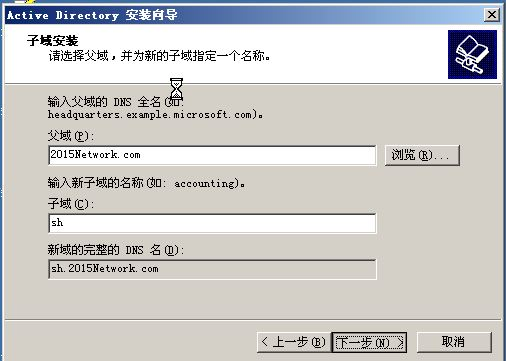 Active Directory 安装向导
子域安装
请选择父域，并为新的子域指定一个名称。
输入父域的 DNS 全名(如:
headquarters.example.microsoft.com)。
父域(P):
2015Network.com
浏览(R)...
输入新子域的名称(如: accounting)。
子域(C):
sh
新域的完整的 DNS 名(D):
sh.2015Network.com
< 上一步(B)
下一步(N) >
取消